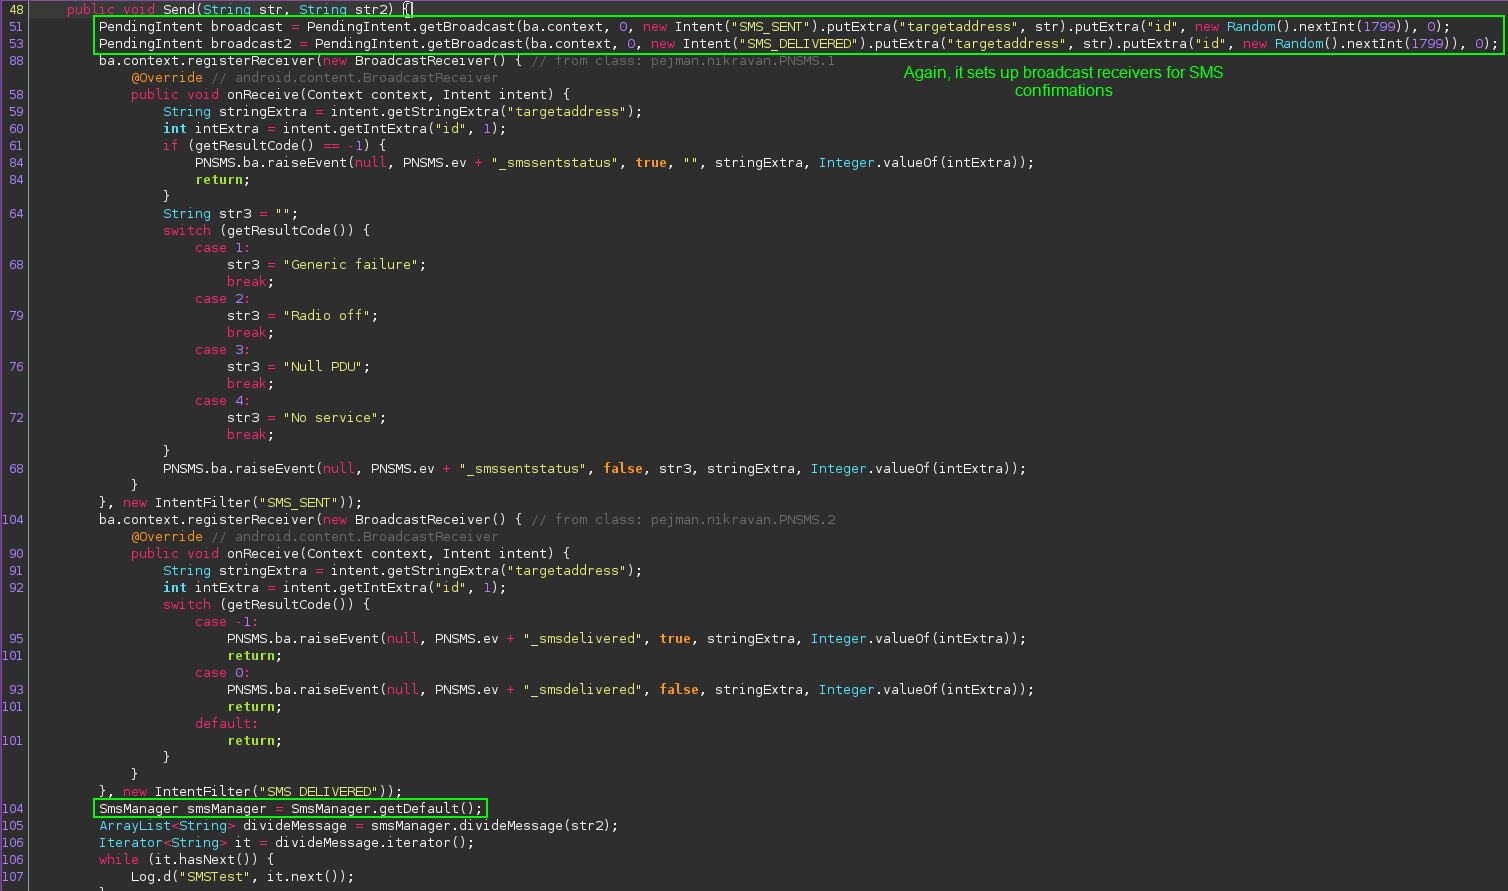 48 public void Send(String str, String str2) {
51 PendingIntent broadcast = PendingIntent.getBroadcast(ba.context, 0, new Intent("SMS_SENT").putExtra("targetaddress", str).putExtra("id", new Random().nextInt(1799)), 0);
53 PendingIntent broadcast2 = PendingIntent.getBroadcast(ba.context, 0, new Intent("SMS_DELIVERED").putExtra("targetaddress", str).putExtra("id", new Random().nextInt(1799)), 0);
88 ba.context.registerReceiver(new BroadcastReceiver() { // from class: pejman.nikravan.PNSMS.1
@Override // android.content.BroadcastReceiver
Again, it sets up broadcast receivers for SMS
confirmations
58 public void onReceive(Context context, Intent intent) {
59 String stringExtra = intent.getStringExtra("targetaddress");
60 int intExtra = intent.getIntExtra("id", 1);
61 if (getResultCode() == -1) {
84 PNSMS.ba.raiseEvent(null, PNSMS.ev + "_smssentstatus", true, "", stringExtra, Integer.valueOf(intExtra));
84 return;
}
64 String str3 = "";
switch (getResultCode()) {
case 1:
68 str3 = "Generic failure";
break;
case 2:
79 str3 = "Radio off";
break;
case 3:
76 str3 = "Null PDU";
break;
case 4:
72 str3 = "No service";
break;
}
68 PNSMS.ba.raiseEvent(null, PNSMS.ev + "_smssentstatus", false, str3, stringExtra, Integer.valueOf(intExtra));
}
}, new IntentFilter("SMS_SENT"));
104 ba.context.registerReceiver(new BroadcastReceiver() { // from class: pejman.nikravan.PNSMS.2
@Override // android.content.BroadcastReceiver
90 public void onReceive(Context context, Intent intent) {
91 String stringExtra = intent.getStringExtra("targetaddress");
92 int intExtra = intent.getIntExtra("id", 1);
switch (getResultCode()) {
case -1:
95 PNSMS.ba.raiseEvent(null, PNSMS.ev + "_smsdelivered", true, stringExtra, Integer.valueOf(intExtra));
101 return;
case 0:
93 PNSMS.ba.raiseEvent(null, PNSMS.ev + "_smsdelivered", false, stringExtra, Integer.valueOf(intExtra));
101 return;
default:
101 return;
}
}
}, new IntentFilter("SMS_DELIVERED"));
104 SmsManager smsManager = SmsManager.getDefault();
105 ArrayList<String> divideMessage = smsManager.divideMessage(str2);
106 Iterator<String> it = divideMessage.iterator();
106 while (it.hasNext()) {
107 Log.d("SMSTest", it.next());
}